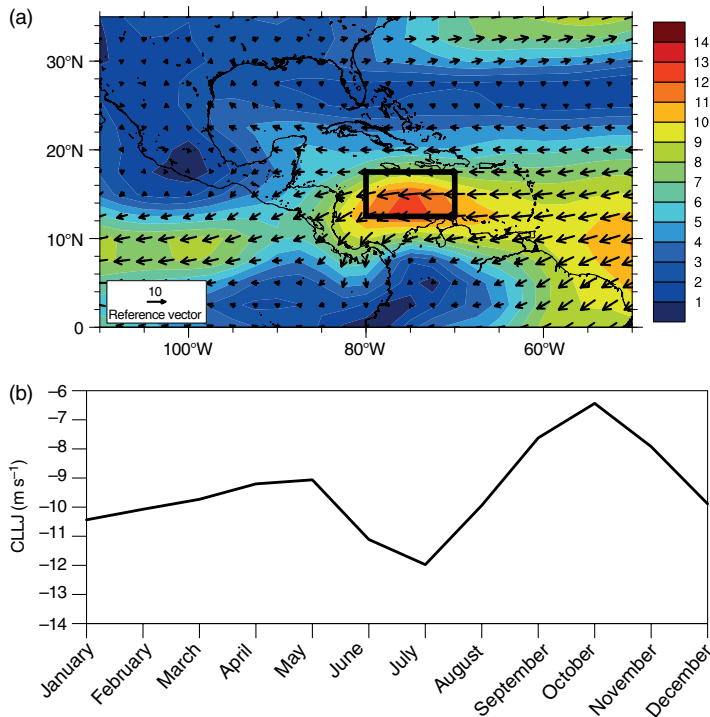 (a)
30°N
20°N
10°N
0
100°W
80°W
60°W
10
Reference vector
14
13
12
11
10
9
8
7
6
5
4
3
2
1
(b)
−6
−7
−8
−9
−10
−11
−12
−13
−14
CLLJ (m s−1)
January
February
March
April
May
June
July
August
September
October
November
December